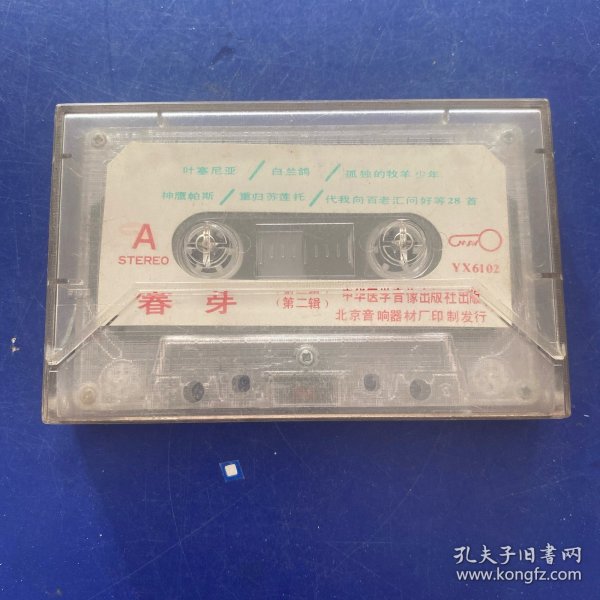 叶塞尼亚 / 白兰鸽 / 孤独的牧羊少年
神鹰帕斯 / 重归苏莲托 / 代我向百老汇问好等28首
A
STEREO
YX6102
春芽
(第二辑)
中华医学音像出版社出版
北京音响器材厂印制发行
孔夫子旧書网
www.kongfz.com